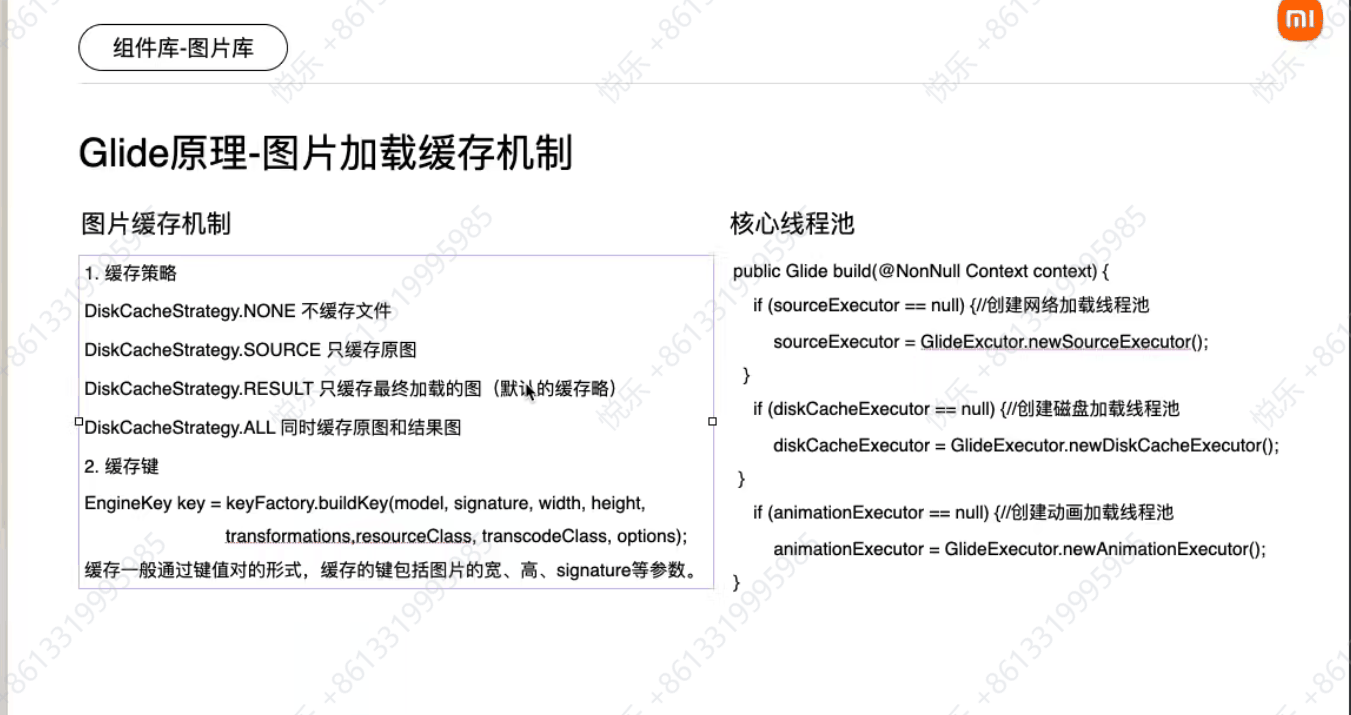 组件库-图片库
Glide原理-图片加载缓存机制
图片缓存机制
1. 缓存策略
DiskCacheStrategy.NONE 不缓存文件
DiskCacheStrategy.SOURCE 只缓存原图
DiskCacheStrategy.RESULT 只缓存最终加载的图（默认的缓存略）
DiskCacheStrategy.ALL 同时缓存原图和结果图
2. 缓存键
EngineKey key = keyFactory.buildKey(model, signature, width, height,
transformations,resourceClass, transcodeClass, options);
缓存一般通过键值对的形式，缓存的键包括图片的宽、高、signature等参数。
核心线程池
public Glide build(@NonNull Context context) {
if (sourceExecutor == null) {//创建网络加载线程池
sourceExecutor = GlideExcutor.newSourceExecutor();
}
if (diskCacheExecutor == null) {//创建磁盘加载线程池
diskCacheExecutor = GlideExecutor.newDiskCacheExecutor();
}
if (animationExecutor == null) {//创建动画加载线程池
animationExecutor = GlideExecutor.newAnimationExecutor();
}
mi
悦乐 +8613319995985